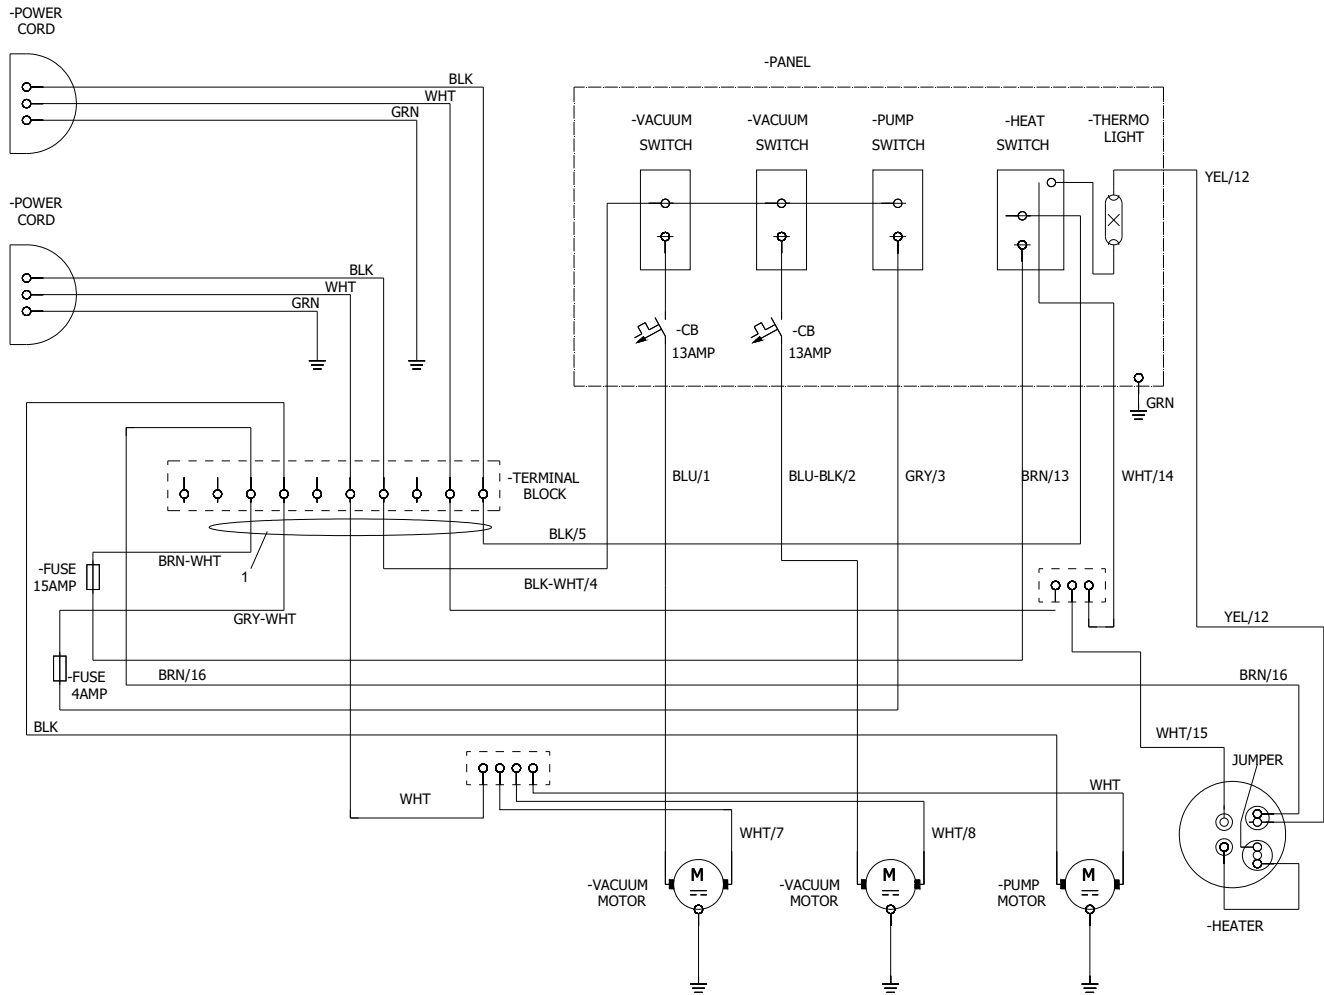 -POWER
CORD
BLK
WHT
GRN
-PANEL
-VACUUM
SWITCH
-VACUUM
SWITCH
-PUMP
SWITCH
-HEAT
SWITCH
-THERMO
LIGHT
YEL/12
-POWER
CORD
BLK
WHT
GRN
-CB
13AMP
-CB
13AMP
GRN
-TERMINAL
BLOCK
BLU/1
BLU-BLK/2
GRY/3
BRN/13
WHT/14
BLK/5
BRN-WHT
1
-FUSE
15AMP
BLK-WHT/4
GRY-WHT
YEL/12
-FUSE
4AMP
BRN/16
BRN/16
BLK
WHT/15
JUMPER
WHT
WHT
WHT/7
WHT/8
M
M
M
-VACUUM
MOTOR
-VACUUM
MOTOR
-PUMP
MOTOR
-HEATER